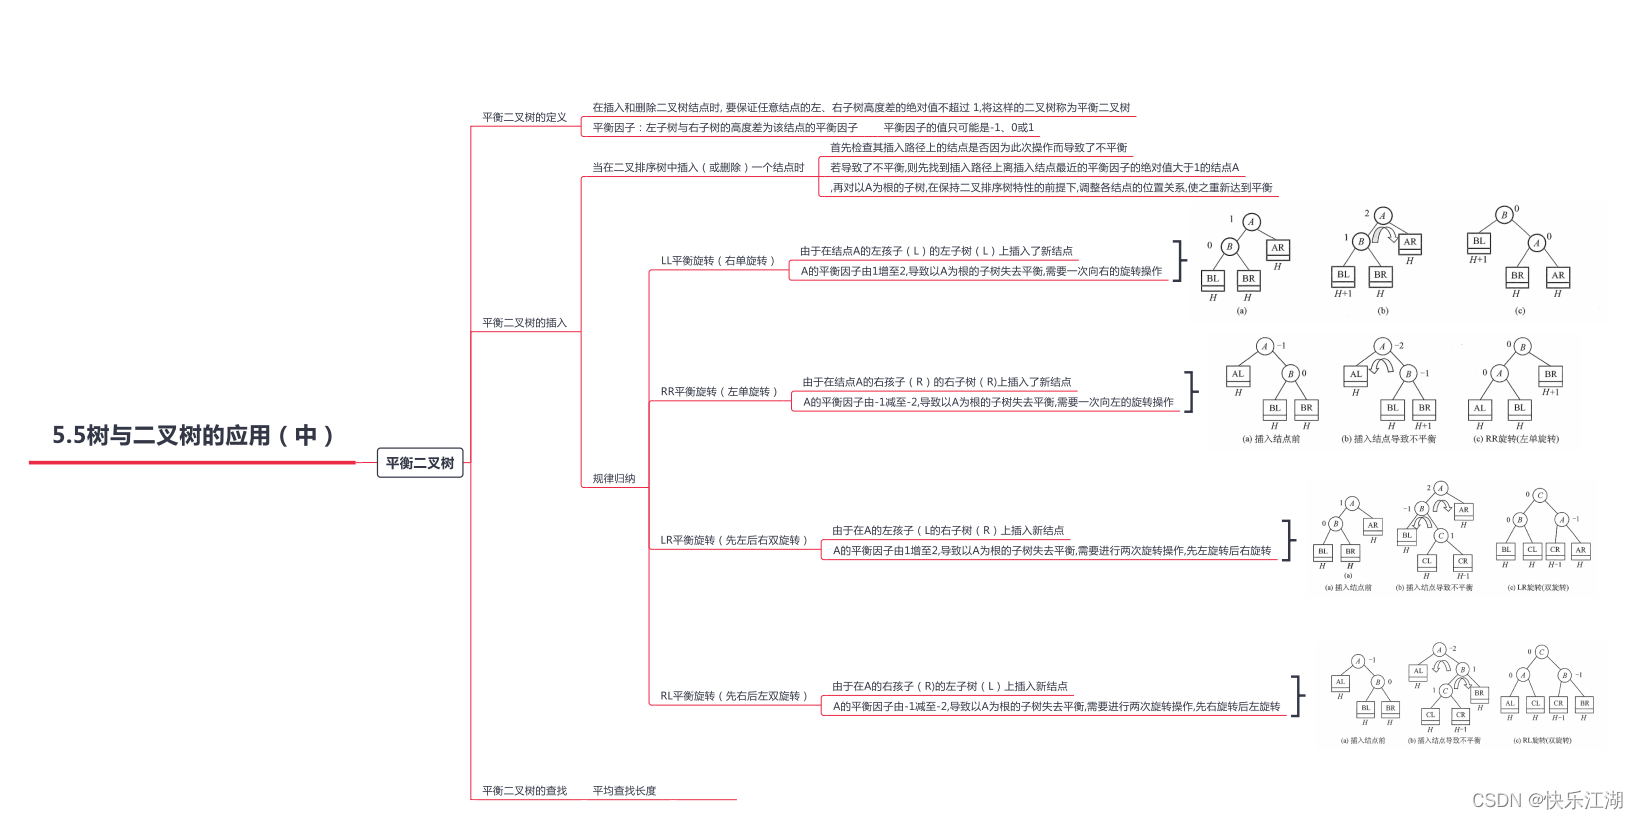 5.5树与二叉树的应用（中）
平衡二叉树
平衡二叉树的定义
在插入和删除二叉树结点时, 要保证任意结点的左、右子树高度差的绝对值不超过 1,将这样的二叉树称为平衡二叉树
平衡因子：左子树与右子树的高度差为该结点的平衡因子
平衡因子的值只可能是-1、0或1
平衡二叉树的插入
当在二叉排序树中插入（或删除）一个结点时
首先检查其插入路径上的结点是否因为此次操作而导致了不平衡
若导致了不平衡,则先找到插入路径上离插入结点最近的平衡因子的绝对值大于1的结点A
,再对以A为根的子树,在保持二叉排序树特性的前提下,调整各结点的位置关系,使之重新达到平衡
规律归纳
LL平衡旋转（右单旋转）
由于在结点A的左孩子（L）的左子树（L）上插入了新结点
A的平衡因子由1增至2,导致以A为根的子树失去平衡,需要一次向右的旋转操作
1 A
0 B AR
H
BL BR
H H
(a)
2 A
1 B AR
H
BL BR
H+1 H
(b)
B 0
BL A 0
H+1
BR AR
H H
(c)
RR平衡旋转（左单旋转）
由于在结点A的右孩子（R）的右子树（R)上插入了新结点
A的平衡因子由-1减至-2,导致以A为根的子树失去平衡,需要一次向左的旋转操作
A −1
AL B 0
H
BL BR
H H
(a) 插入结点前
A −2
AL B −1
H
BL BR
H H+1
(b) 插入结点导致不平衡
0 B
0 A BR
H+1
AL BL
H H
(c) RR旋转(左单旋转)
LR平衡旋转（先左后右双旋转）
由于在A的左孩子（L的右子树（R）上插入新结点
A的平衡因子由1增至2,导致以A为根的子树失去平衡,需要进行两次旋转操作,先左旋转后右旋转
1 A
0 B AR
H
BL BR
H H
(a)
(a) 插入结点前
2 A
−1 B AR
H
BL C 1
H
CL CR
H H-1
(b) 插入结点导致不平衡
0 C
0 B A −1
BL CL CR AR
H H H−1 H
(c) LR旋转(双旋转)
RL平衡旋转（先右后左双旋转）
由于在A的右孩子（R)的左子树（L）上插入新结点
A的平衡因子由-1减至-2,导致以A为根的子树失去平衡,需要进行两次旋转操作,先右旋转后左旋转
A −1
AL B 0
H
BL BR
H H
(a) 插入结点前
A −2
AL B 1
H
1 C BR
H
CL CR
H H−1
(b) 插入结点导致不平衡
0 C
0 A B −1
AL CL CR BR
H H H−1 H
(c) RL旋转(双旋转)
平衡二叉树的查找
平均查找长度
CSDN @快乐江湖